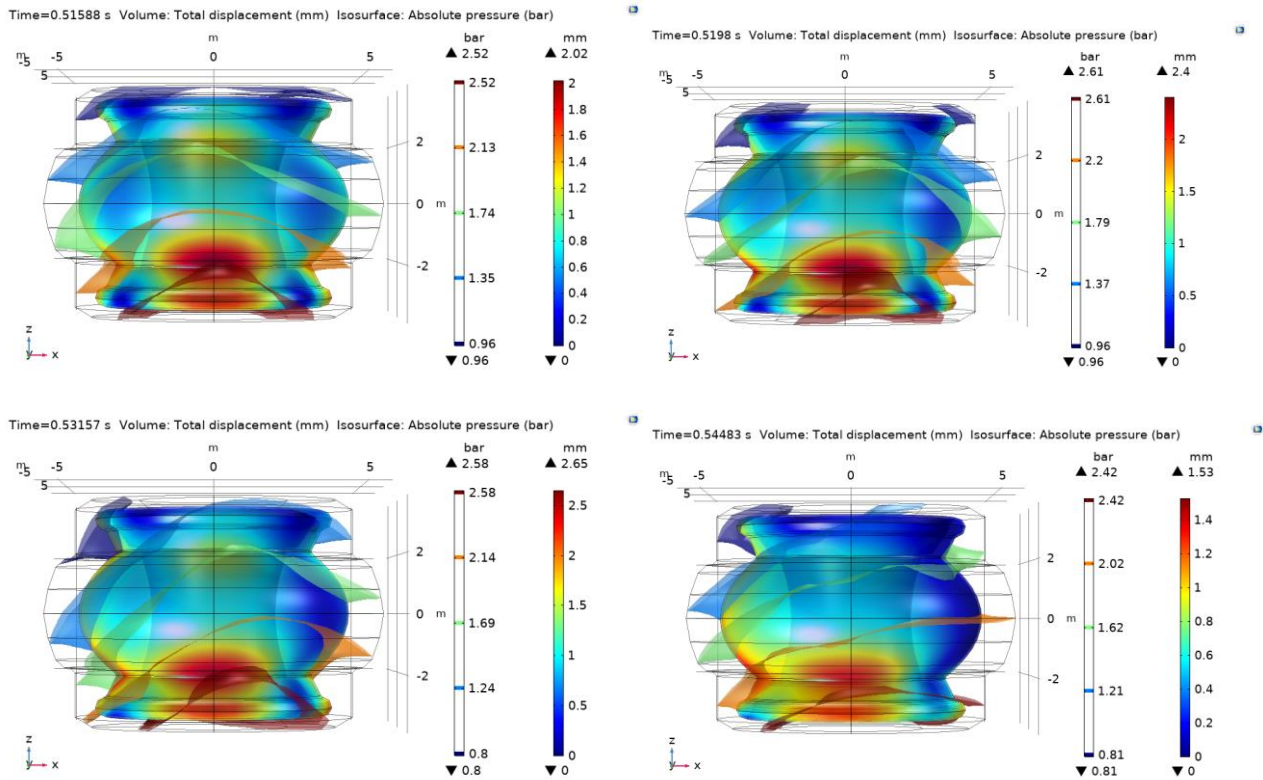 Time=0.51588 s Volume: Total displacement (mm) Isosurface: Absolute pressure (bar)
m
m -5 0 5
5
-5
bar mm
▲ 2.52 ▲ 2.02
2.52
2.13
1.74
1.35
0.96
▼ 0.96 ▼ 0
2
1.8
1.6
1.4
1.2
1
0.8
0.6
0.4
0.2
0
2
0 m
-2
z
y x
Time=0.5198 s Volume: Total displacement (mm) Isosurface: Absolute pressure (bar)
m
m -5 0 5
5
-5
bar mm
▲ 2.61 ▲ 2.4
2.61
2.2
1.79
1.37
0.96
▼ 0.96 ▼ 0
2
1.5
1
0.5
0
2
0 m
-2
z
y x
Time=0.53157 s Volume: Total displacement (mm) Isosurface: Absolute pressure (bar)
m
m -5 0 5
5
-5
bar mm
▲ 2.58 ▲ 2.65
2.58
2.14
1.69
1.24
0.8
▼ 0.8 ▼ 0
2.5
2
1.5
1
0.5
0
2
0 m
-2
z
y x
Time=0.54483 s Volume: Total displacement (mm) Isosurface: Absolute pressure (bar)
m
m -5 0 5
5
-5
bar mm
▲ 2.42 ▲ 1.53
2.42
2.02
1.62
1.21
0.81
▼ 0.81 ▼ 0
1.4
1.2
1
0.8
0.6
0.4
0.2
0
2
0 m
-2
z
y x